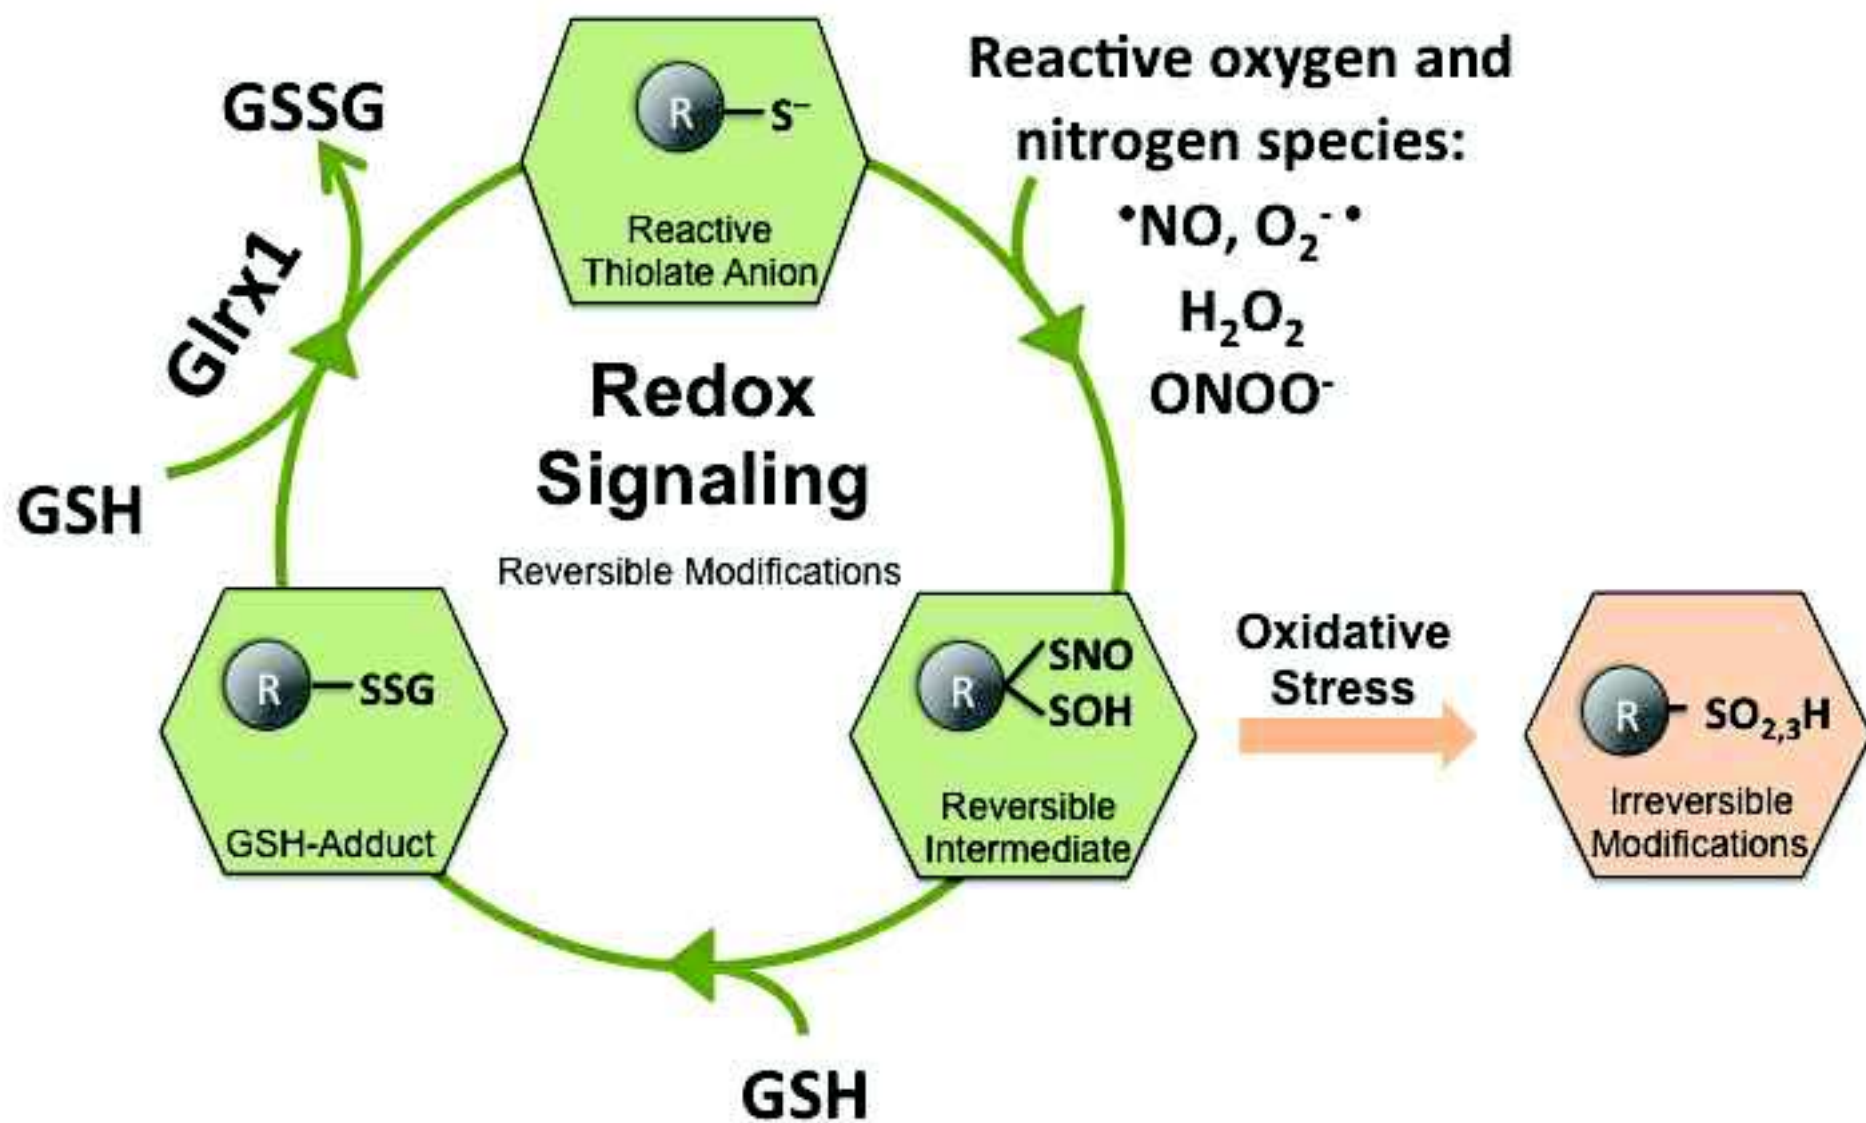 GSSG
R
S⁻
Reactive
Thiolate Anion
Reactive oxygen and
nitrogen species:
•NO, O₂⁻ •
H₂O₂
ONOO⁻
Glrx1
GSH
Redox
Signaling
Reversible Modifications
R
SSG
GSH-Adduct
R
SNO
SOH
Reversible
Intermediate
Oxidative
Stress
R
SO₂,₃H
Irreversible
Modifications
GSH